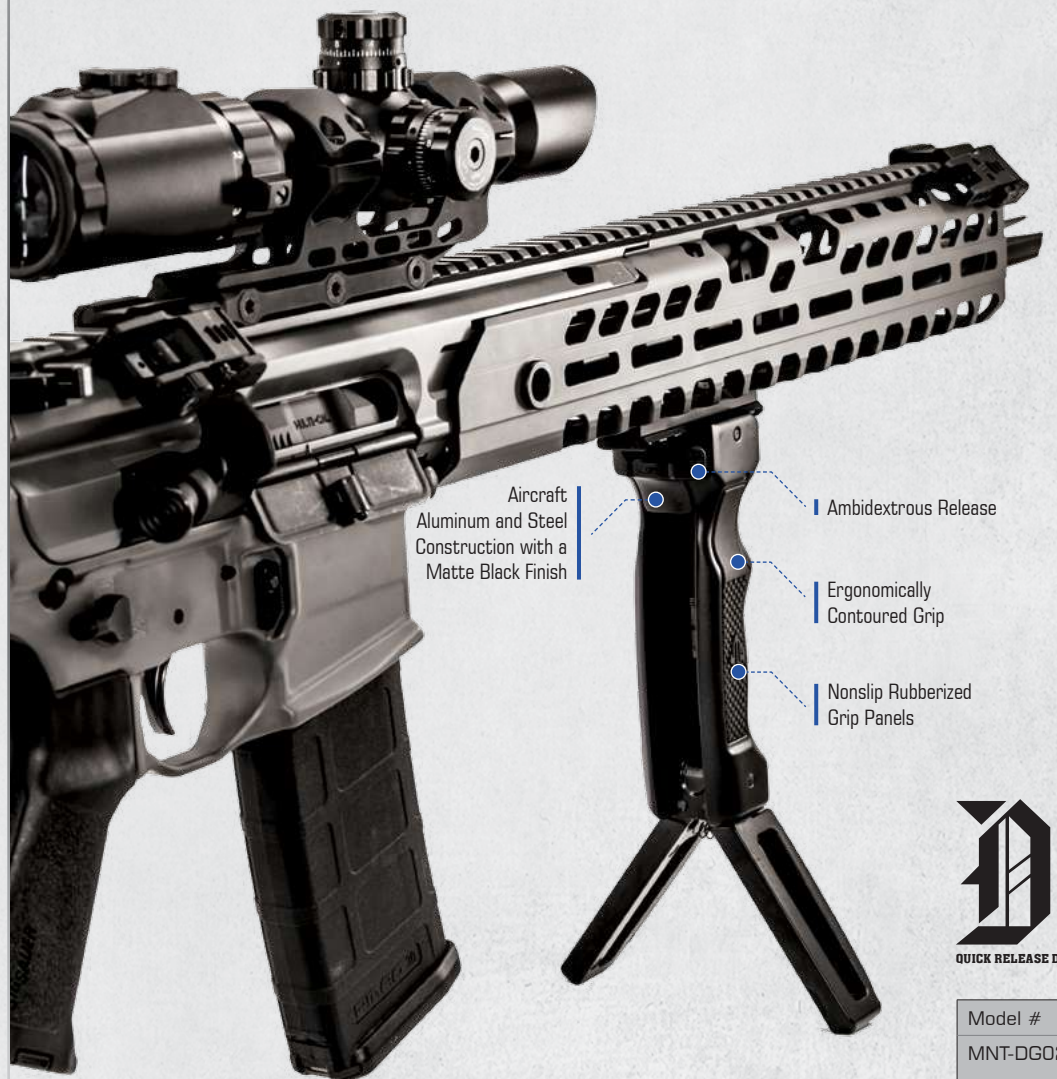 Aircraft
Aluminum and Steel
Construction with a
Matte Black Finish
Ambidextrous Release
Ergonomically
Contoured Grip
Nonslip Rubberized
Grip Panels
QUICK RELEASE D
Model #
MNT-DG02